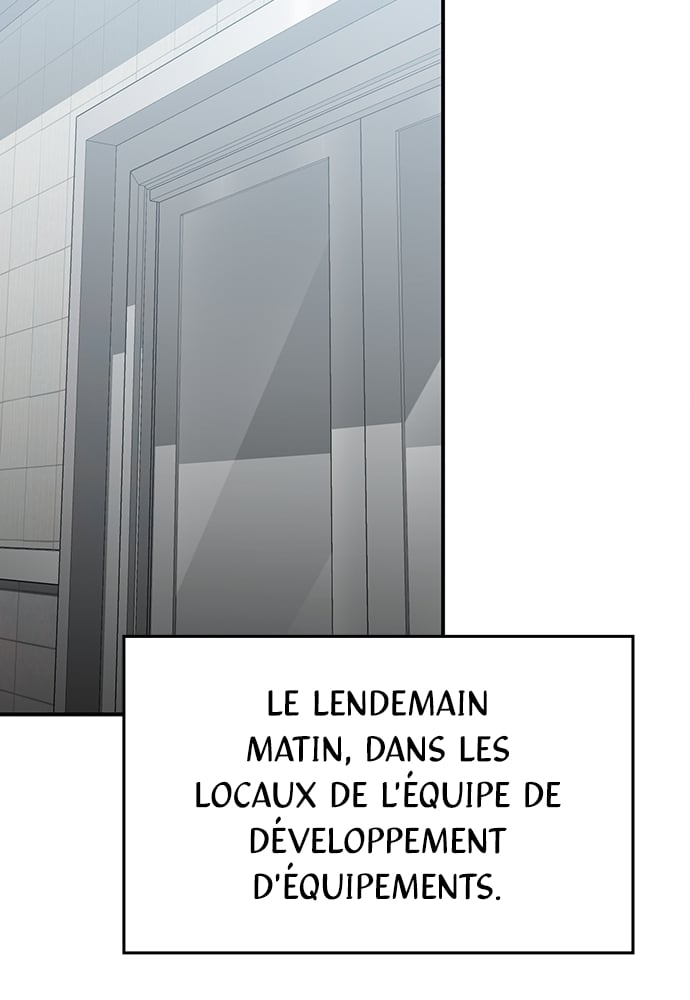 LE LENDEMAIN
MATIN, DANS LES
LOCAUX DE L'ÉQUIPE DE
DÉVELOPPEMENT
D'ÉQUIPEMENTS.